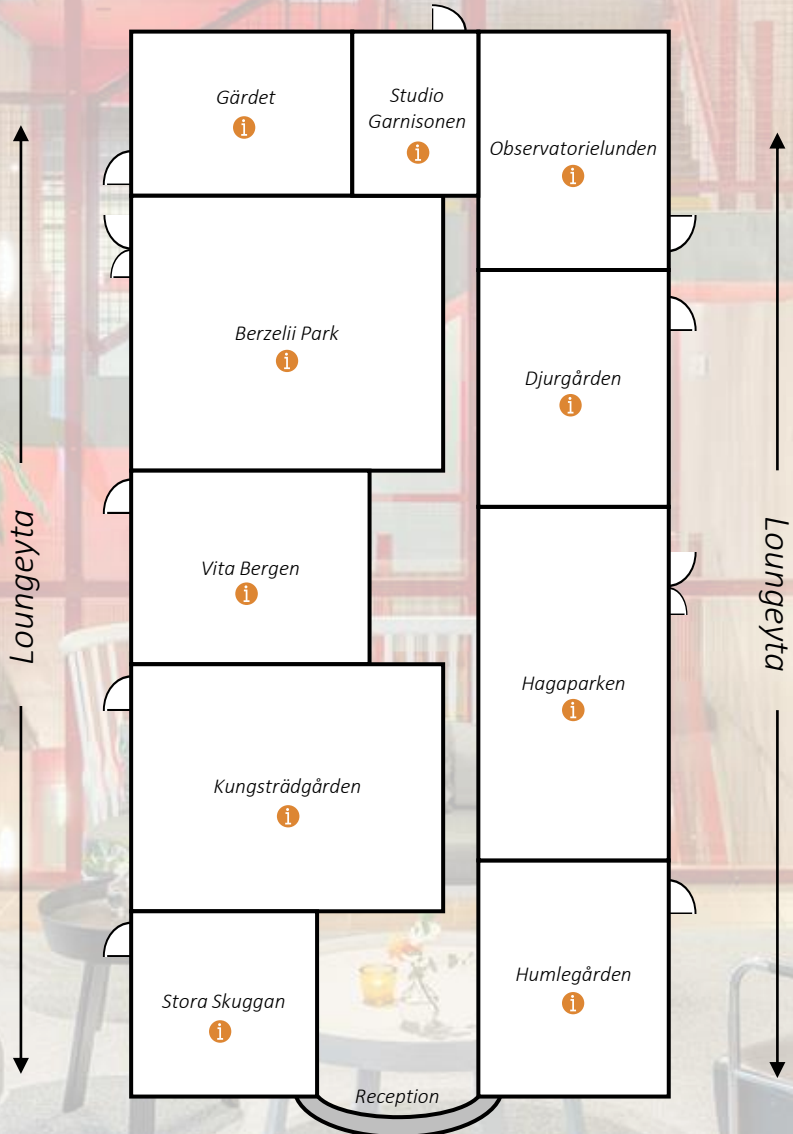 Gärdet
i
Studio
Garnisonen
i
Observatorielunden
i
Berzelii Park
i
Djurgården
i
Loungeyta
Loungeyta
Vita Bergen
i
Hagaparken
i
Kungsträdgården
i
Stora Skuggan
i
Humlegården
i
Reception